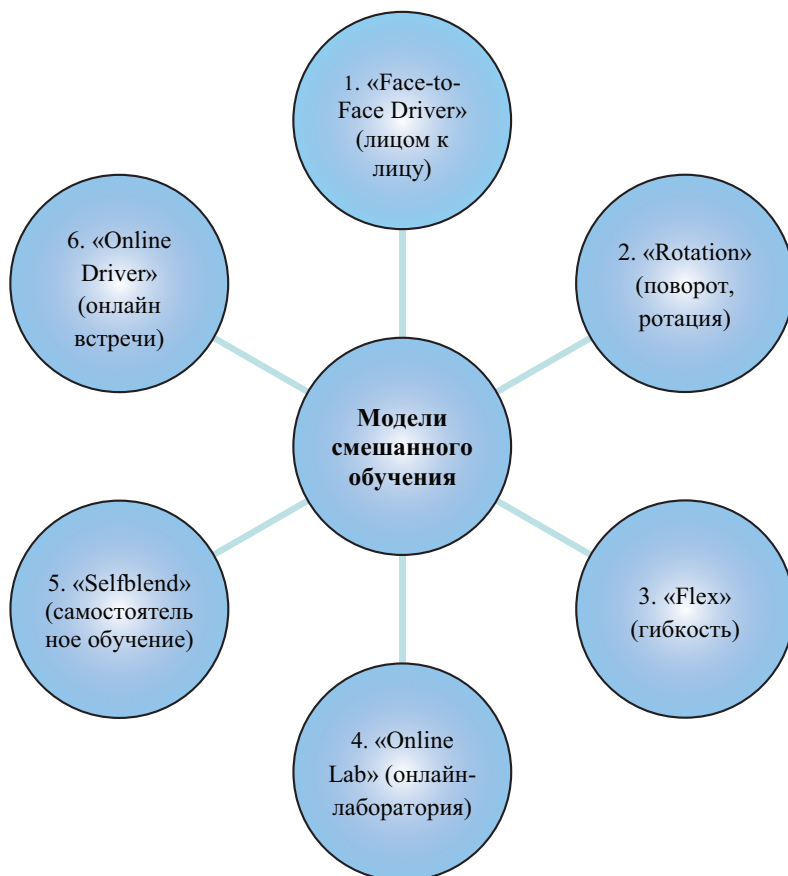 1. «Face-to-
Face Driver»
(лицом к
лицу)
2. «Rotation»
(поворот,
ротация)
3. «Flex»
(гибкость)
4. «Online
Lab» (онлайн-
лаборатория)
5. «Selfblend»
(самостоятель
ное обучение)
6. «Online
Driver»
(онлайн
встречи)
Модели
смешанного
обучения